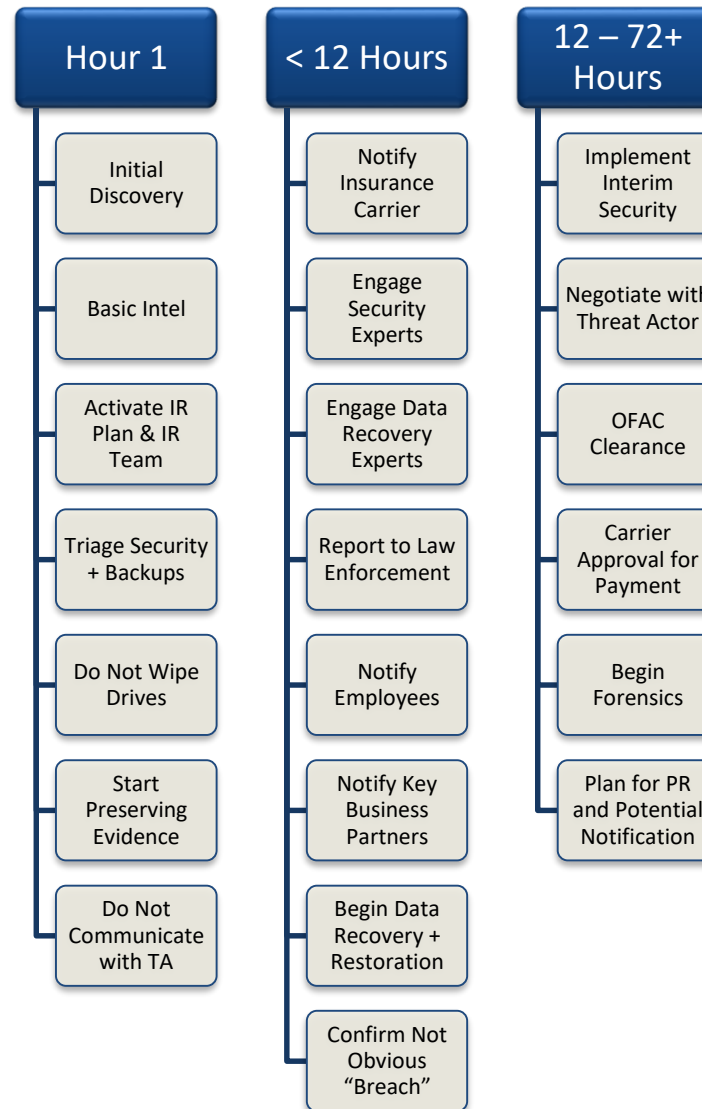 Hour 1
Initial
Discovery
Basic Intel
Activate IR
Plan & IR
Team
Triage Security
+ Backups
Do Not Wipe
Drives
Start
Preserving
Evidence
Do Not
Communicate
with TA
< 12 Hours
Notify
Insurance
Carrier
Engage
Security
Experts
Engage Data
Recovery
Experts
Report to Law
Enforcement
Notify
Employees
Notify Key
Business
Partners
Begin Data
Recovery +
Restoration
Confirm Not
Obvious
“Breach”
12 – 72+
Hours
Implement
Interim
Security
Negotiate with
Threat Actor
OFAC
Clearance
Carrier
Approval for
Payment
Begin
Forensics
Plan for PR
and Potential
Notification